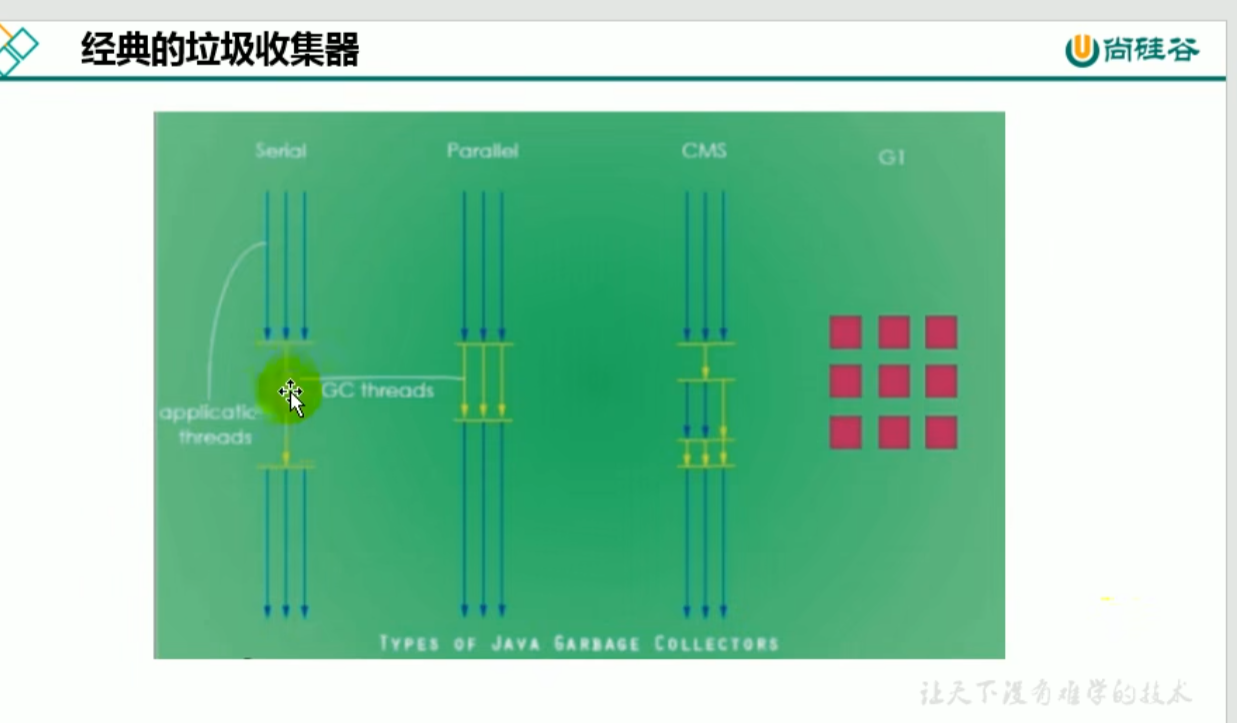 经典的垃圾收集器
尚硅谷
Serial
Parallel
CMS
G1
GC threads
threads
TYPES OF JAVA GARBAGE COLLECTORS
让天下没有难学的技术